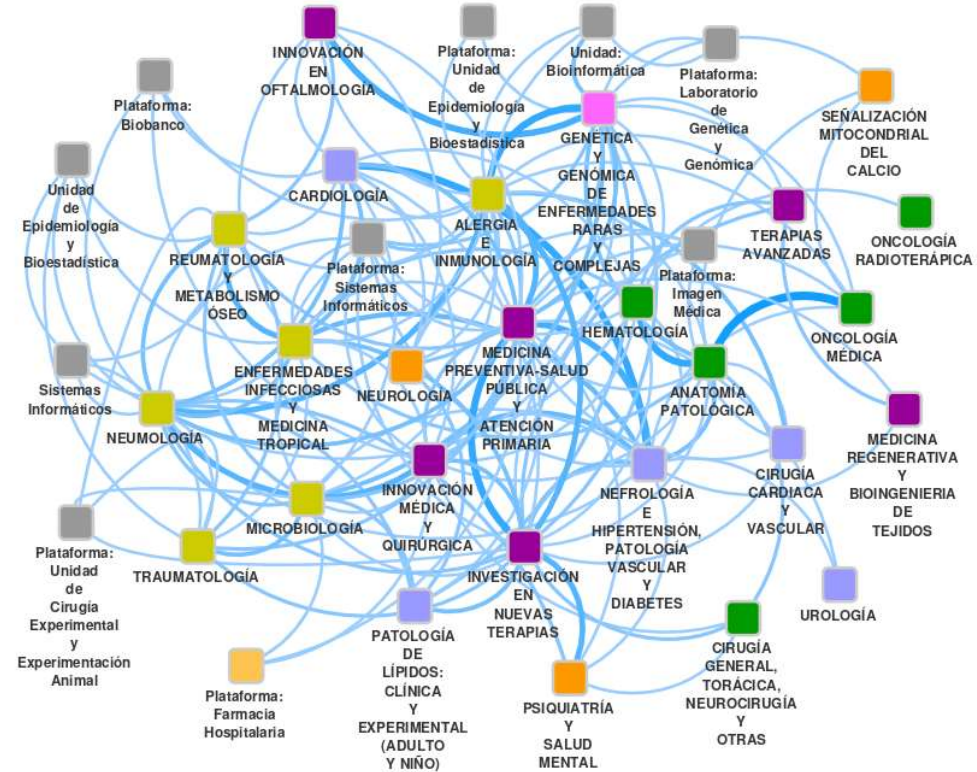 INNOVACIÓN
EN
OFTALMOLOGÍA
Plataforma:
Unidad
de
Epidemiología
y
Bioestadística
Unidad:
Bioinformática
Plataforma:
Laboratorio
de
Genética
y
Genómica
Plataforma:
Biobanco
SEÑALIZACIÓN
MITOCONDRIAL
DEL
CALCIO
GENÉTICA
Y
GENÓMICA
DE
ENFERMEDADES
RARAS
Y
COMPLEJAS
Unidad
de
Epidemiología
y
Bioestadística
CARDIOLOGÍA
ALERGIA
E
INMUNOLOGÍA
TERAPIAS
AVANZADAS
ONCOLOGÍA
RADIOTERÁPICA
REUMATOLOGÍA
Y
METABOLISMO
ÓSEO
Plataforma:
Sistemas
Informáticos
Plataforma:
Imagen
Médica
HEMATOLOGÍA
ONCOLOGÍA
MÉDICA
ENFERMEDADES
INFECCIOSAS
Y
MEDICINA
TROPICAL
NEUROLOGÍA
MEDICINA
PREVENTIVA-SALUD
PÚBLICA
Y
ATENCIÓN
PRIMARIA
ANATOMÍA
PATOLÓGICA
Sistemas
Informáticos
NEUMOLOGÍA
MEDICINA
REGENERATIVA
Y
BIOINGENIERIA
DE
TEJIDOS
INNOVACIÓN
MÉDICA
Y
QUIRÚRGICA
NEFROLOGÍA
E
HIPERTENSIÓN,
PATOLOGÍA
VASCULAR
Y
DIABETES
CIRUGÍA
CARDIACA
Y
VASCULAR
MICROBIOLOGÍA
Plataforma:
Unidad
de
Cirugía
Experimental
y
Experimentación
Animal
TRAUMATOLOGÍA
INVESTIGACIÓN
EN
NUEVAS
TERAPIAS
UROLOGÍA
PATOLOGÍA
DE
LÍPIDOS:
CLÍNICA
Y
EXPERIMENTAL
(ADULTO
Y NIÑO)
CIRUGÍA
GENERAL,
TORÁCICA,
NEUROCIRUGÍA
Y
OTRAS
Plataforma:
Farmacia
Hospitalaria
PSIQUIATRÍA
Y
SALUD
MENTAL